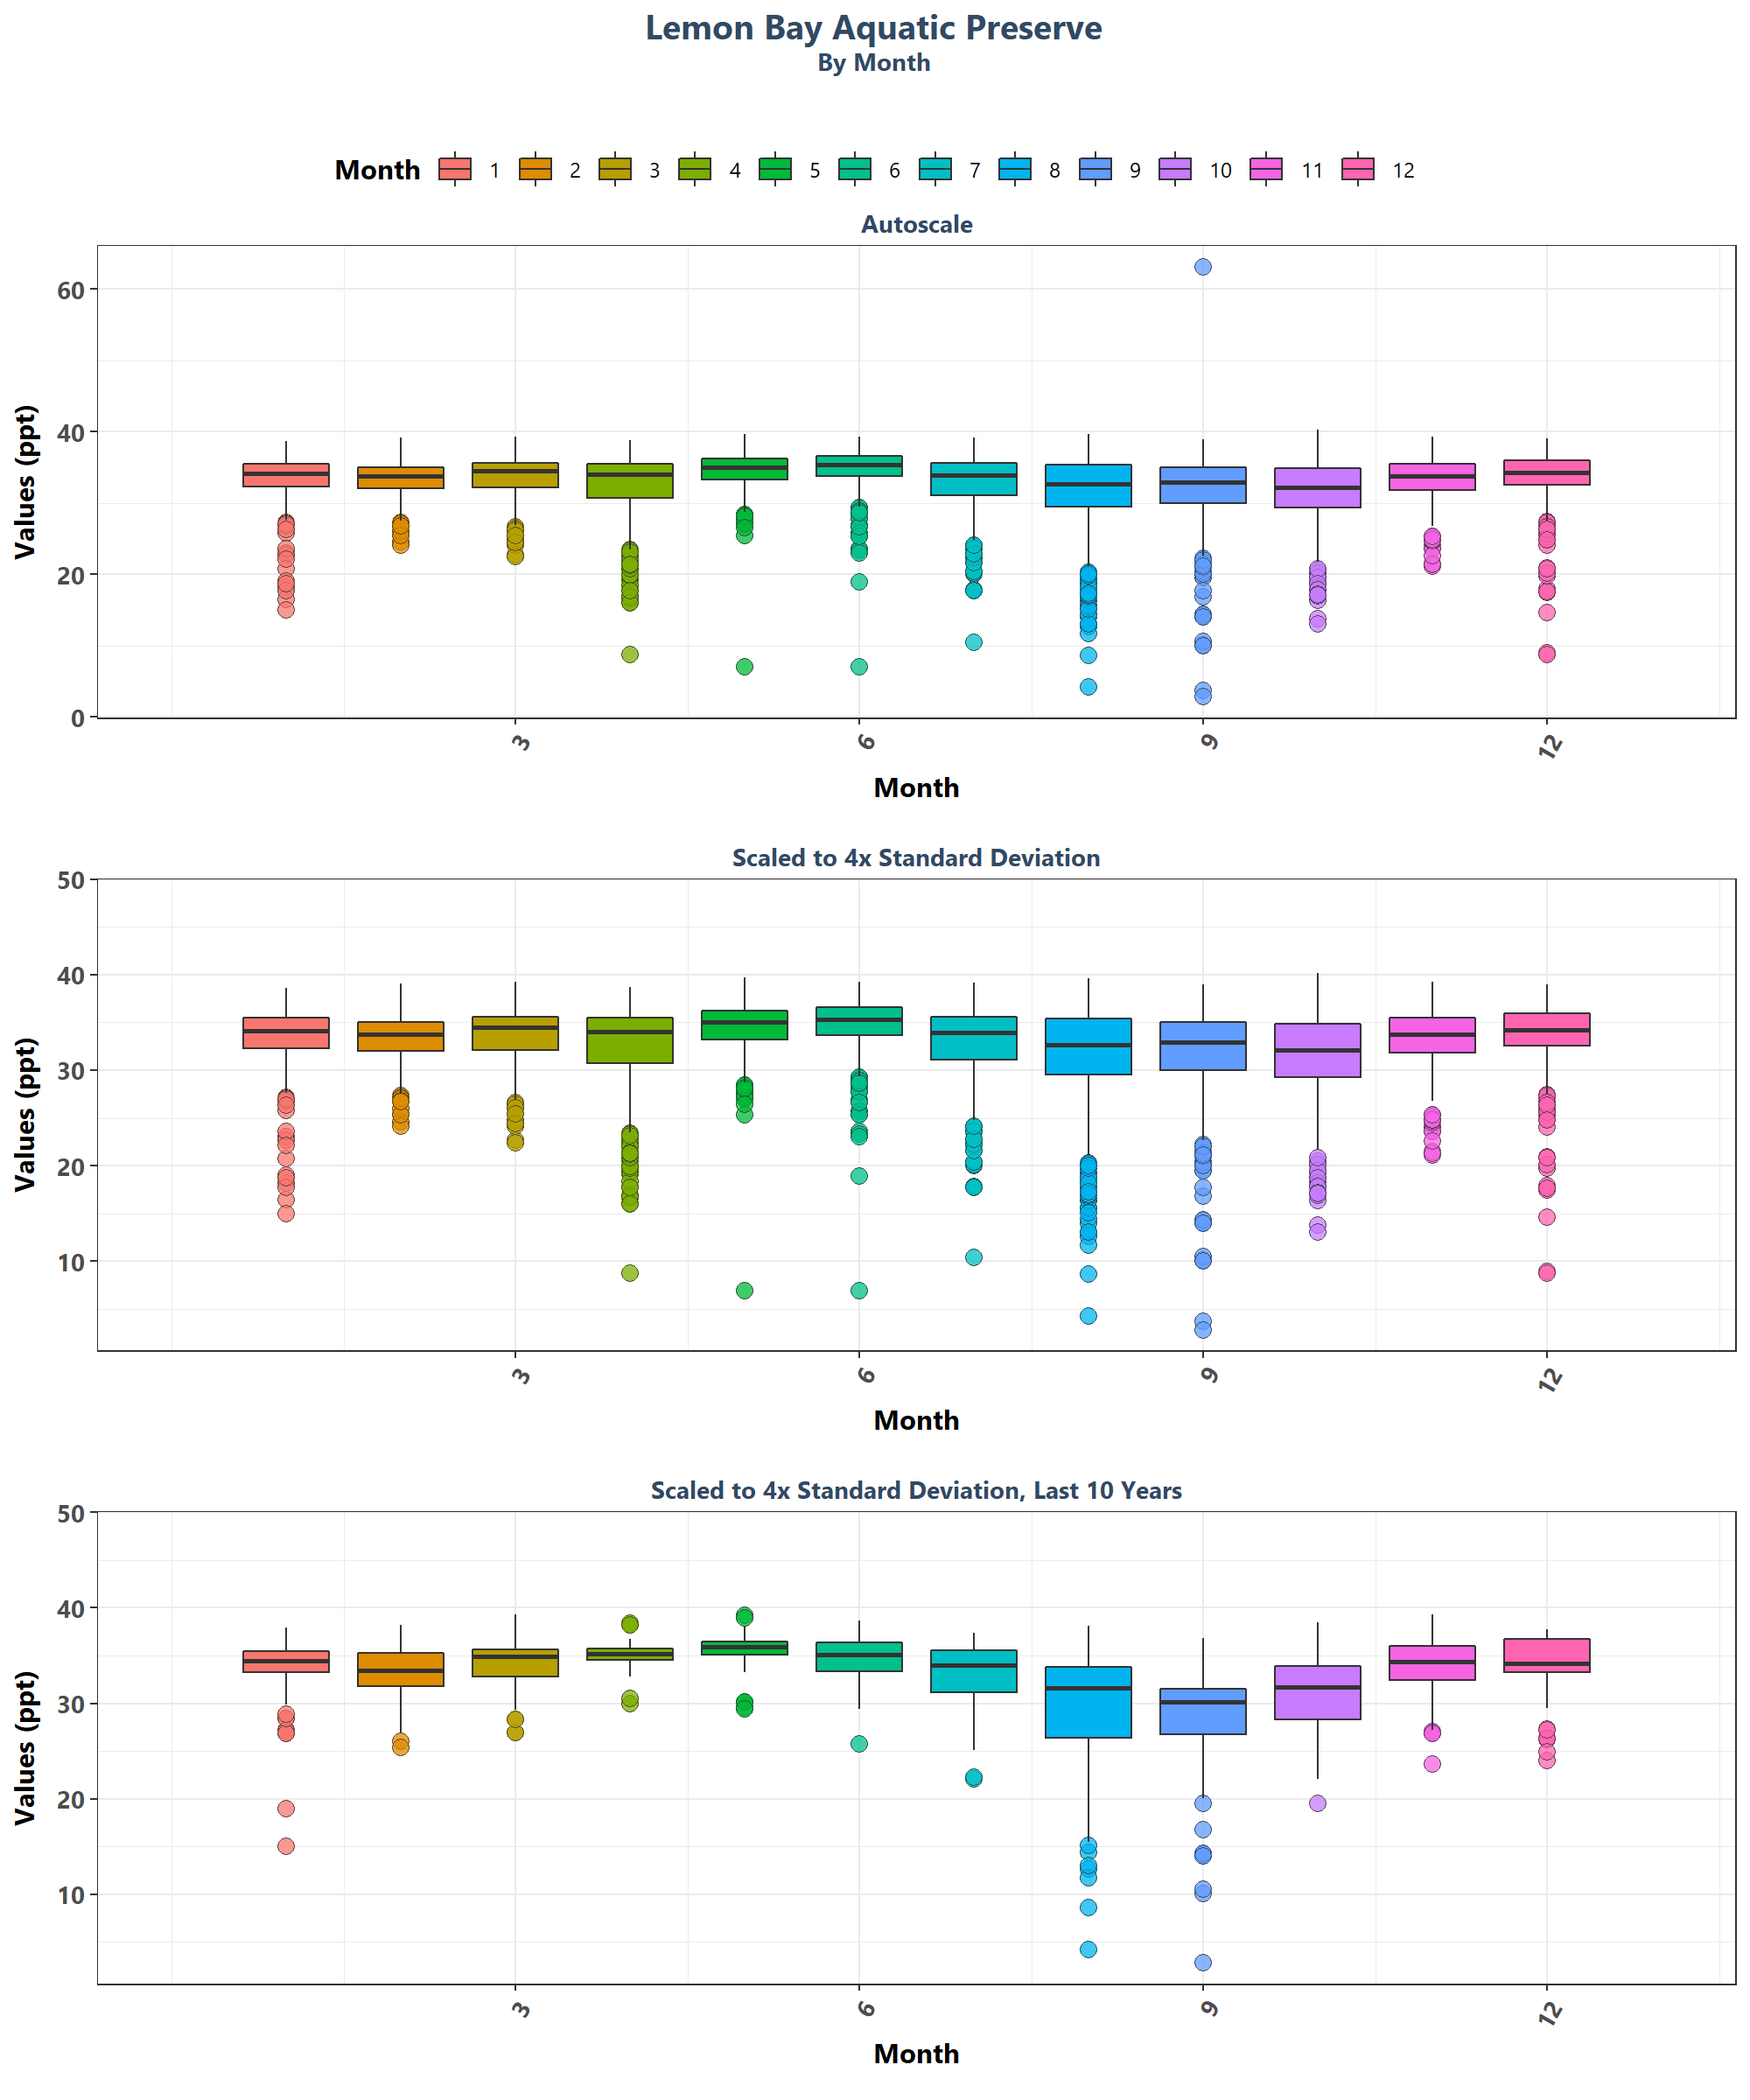 Lemon Bay Aquatic Preserve
By Month
Month 1 2 3 4 5 6 7 8 9 10 11 12
Autoscale
Values (ppt)
60
40
20
0
3 6 9 12
Month
Scaled to 4x Standard Deviation
Values (ppt)
50
40
30
20
10
3 6 9 12
Month
Scaled to 4x Standard Deviation, Last 10 Years
Values (ppt)
50
40
30
20
10
3 6 9 12
Month